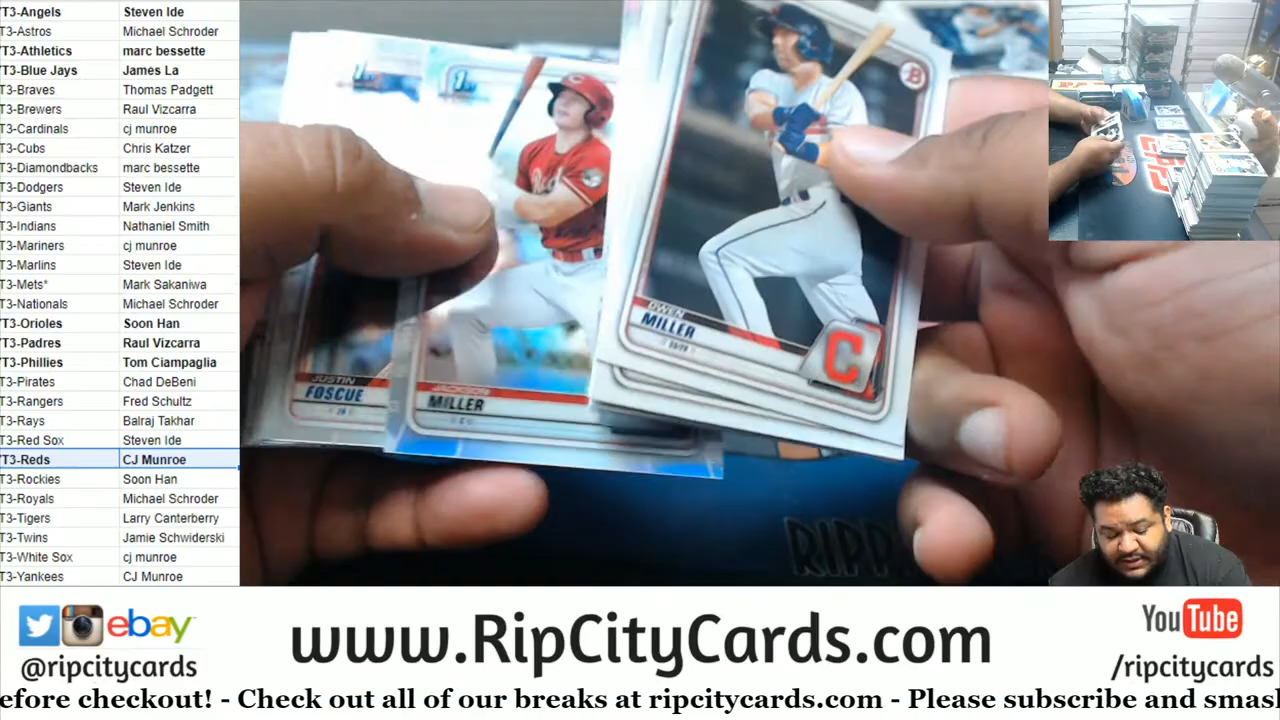 T3-Angels Steven Ide
T3-Astros Michael Schroder
T3-Athletics marc bessette
T3-Blue Jays James La
T3-Braves Thomas Padgett
T3-Brewers Raul Vizcarra
T3-Cardinals cj munroe
T3-Cubs Chris Katzer
T3-Diamondbacks marc bessette
T3-Dodgers Steven Ide
T3-Giants Mark Jenkins
T3-Indians Nathaniel Smith
T3-Mariners cj munroe
T3-Marlins Steven Ide
T3-Mets* Mark Sakaniwa
T3-Nationals Michael Schroder
T3-Orioles Soon Han
T3-Padres Raul Vizcarra
T3-Phillies Tom Ciampaglia
T3-Pirates Chad DeBeni
T3-Rangers Fred Schultz
T3-Rays Balraj Takhar
T3-Red Sox Steven Ide
T3-Reds CJ Munroe
T3-Rockies Soon Han
T3-Royals Michael Schroder
T3-Tigers Larry Canterberry
T3-Twins Jamie Schwiderski
T3-White Sox cj munroe
T3-Yankees CJ Munroe
1st
B
OWEN
MILLER
C
JUSTIN
FOSCUE
JACKSON
MILLER
RIPP
ebay
@ripcitycards
www.RipCityCards.com
YouTube
/ripcitycards
efore checkout! - Check out all of our breaks at ripcitycards.com - Please subscribe and smas